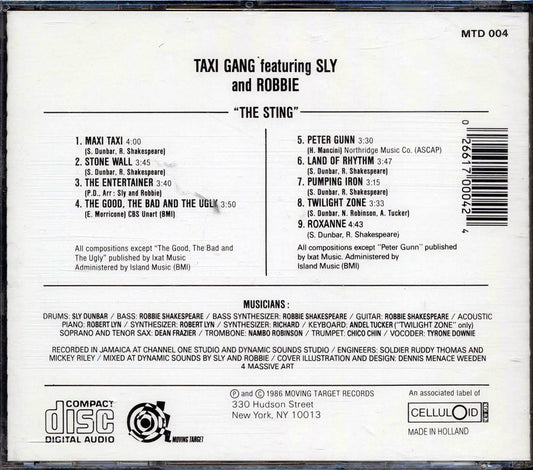 MTD 004
TAXI GANG featuring SLY
and ROBBIE
"THE STING"
1. MAXI TAXI 4:00
(S. Dunbar, R. Shakespeare)
2. STONE WALL 3:45
(S. Dunbar, R. Shakespeare)
3. THE ENTERTAINER 3:40
(P.D.: Arr: Sly and Robbie)
4. THE GOOD, THE BAD AND THE UGLY 3:50
(E. Morricone) CBS Unart (BMI)
All compositions except "The Good, The Bad and
The Ugly" published by Ixat Music.
Administered by Island Music (BMI)
5. PETER GUNN 3:30
(H. Mancini) Northridge Music Co. (ASCAP)
6. LAND OF RHYTHM 3:47
(S. Dunbar, R. Shakespeare)
7. PUMPING IRON 3:15
(S. Dunbar, R. Shakespeare)
8. TWILIGHT ZONE 3:33
(S. Dunbar, N. Robinson, A. Tucker)
9. ROXANNE 4:43
(S. Dunbar, R. Shakespeare)
All compositions except "Peter Gunn" published
by Ixat Music. Administered by
Island Music (BMI)
0 26617 00042 4
MUSICIANS :
DRUMS: SLY DUNBAR / BASS: ROBBIE SHAKESPEARE / BASS SYNTHESIZER: ROBBIE SHAKESPEARE / GUITAR: ROBBIE SHAKESPEARE / ACOUSTIC
PIANO: ROBERT LYN / SYNTHESIZER: ROBERT LYN / SYNTHESIZER: RICHARD / KEYBOARD: ANDEL TUCKER ("TWILIGHT ZONE" only)
SOPRANO AND TENOR SAX: DEAN FRAZIER / TROMBONE: NAMBO ROBINSON / TRUMPET: CHICO CHIN / VOCODER: TYRONE DOWNIE
RECORDED IN JAMAICA AT CHANNEL ONE STUDIO AND DYNAMIC SOUNDS STUDIO / ENGINEERS: SOLDIER RUDDY THOMAS AND
MICKEY RILEY / MIXED AT DYNAMIC SOUNDS BY SLY AND ROBBIE / COVER ILLUSTRATION AND DESIGN: DENNIS MENACE WEEDEN
4 MASSIVE ART
COMPACT
disc
DIGITAL AUDIO
MOVING TARGET
Ⓟ and © 1986 MOVING TARGET RECORDS
330 Hudson Street
New York, NY 10013
An associated label of
CELLULOID
MADE IN HOLLAND